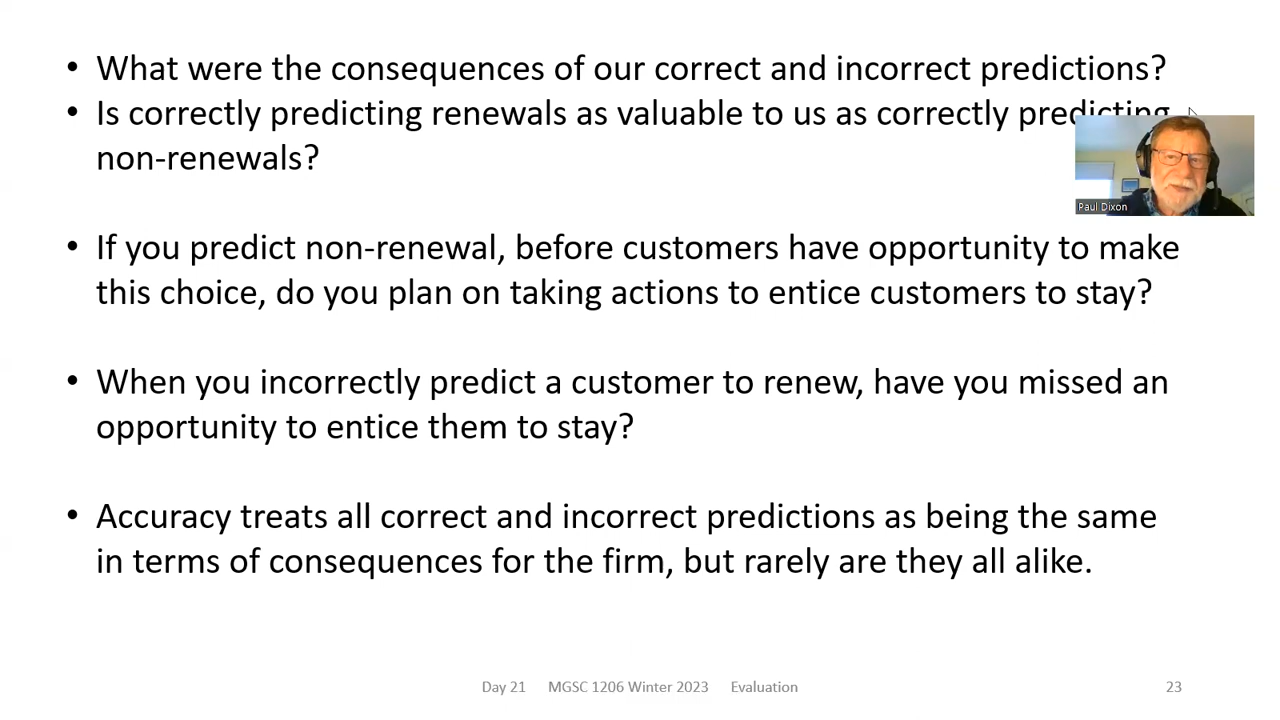 • What were the consequences of our correct and incorrect predictions?
• Is correctly predicting renewals as valuable to us as correctly predicting
non-renewals?
Paul Dixon
• If you predict non-renewal, before customers have opportunity to make
this choice, do you plan on taking actions to entice customers to stay?
• When you incorrectly predict a customer to renew, have you missed an
opportunity to entice them to stay?
• Accuracy treats all correct and incorrect predictions as being the same
in terms of consequences for the firm, but rarely are they all alike.
Day 21 MGSC 1206 Winter 2023 Evaluation 23